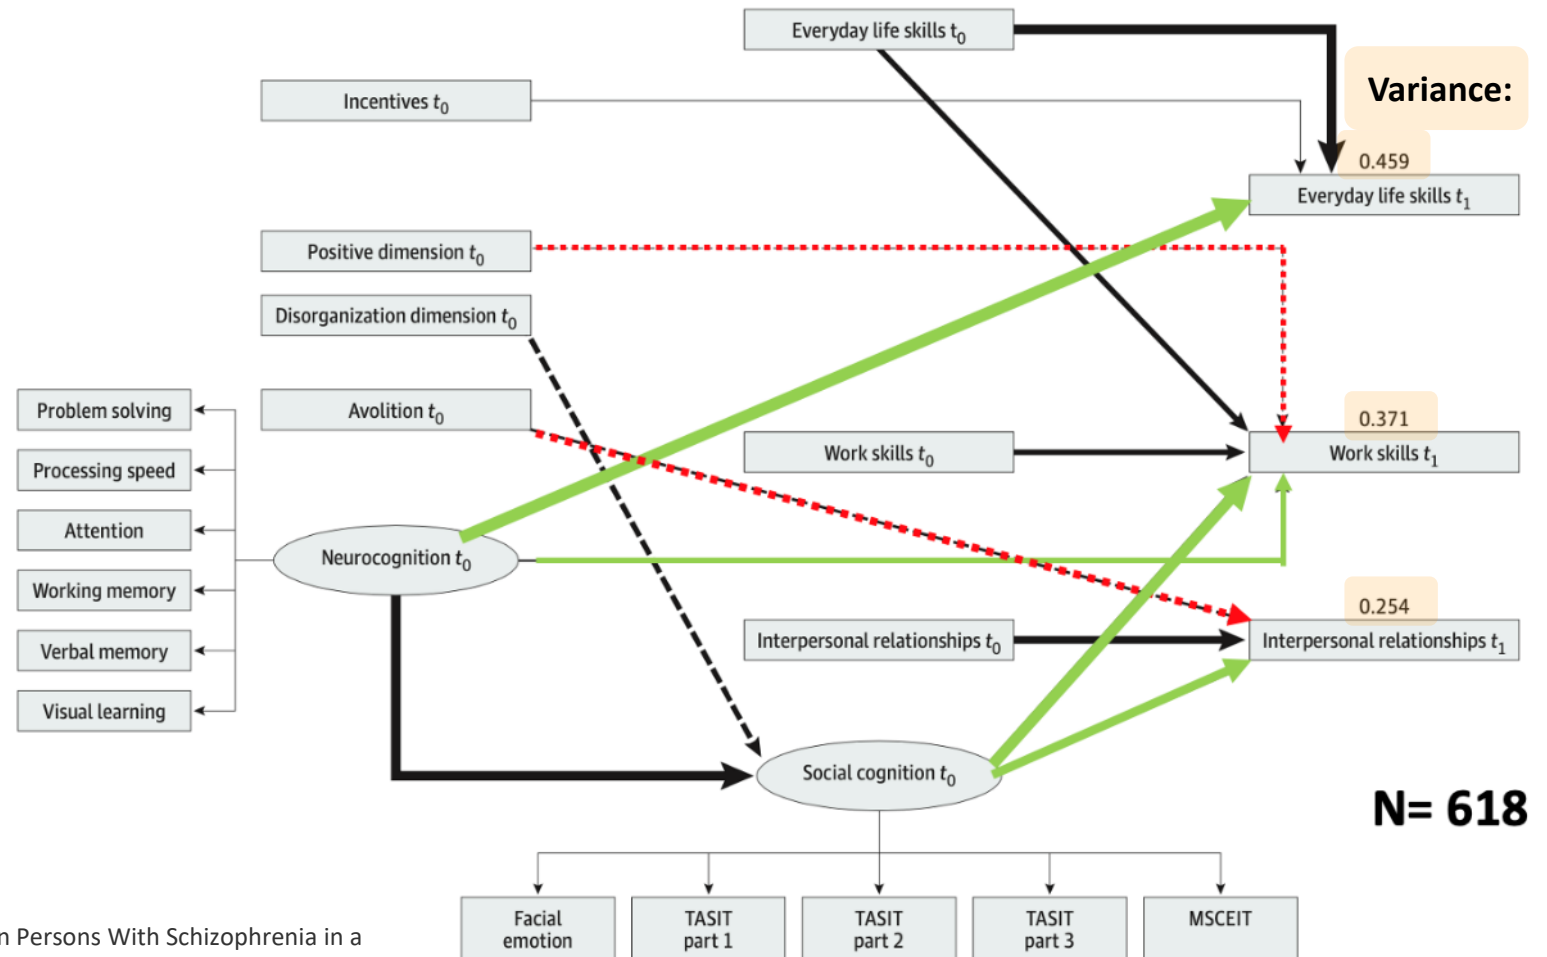 Everyday life skills t0
Incentives t0
Variance:
0.459
Everyday life skills t1
Positive dimension t0
Disorganization dimension t0
Avolition t0
Problem solving
Processing speed
Attention
Working memory
Verbal memory
Visual learning
Neurocognition t0
Work skills t0
0.371
Work skills t1
0.254
Interpersonal relationships t0
Interpersonal relationships t1
Social cognition t0
N= 618
Facial
emotion
TASIT
part 1
TASIT
part 2
TASIT
part 3
MSCEIT
n Persons With Schizophrenia in a